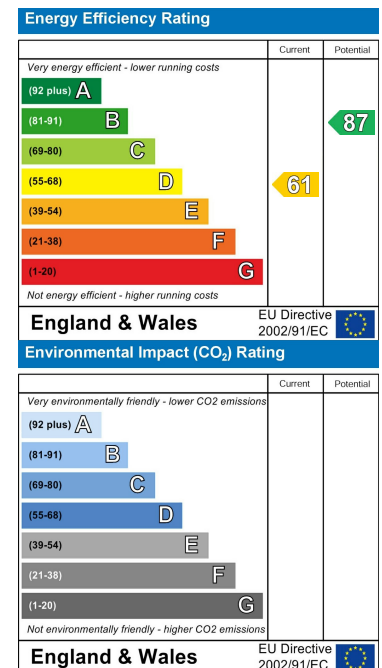 Energy Efficiency Rating
Current Potential
Very energy efficient - lower running costs
(92 plus) A
(81-91) B
87
(69-80) C
(55-68) D
61
(39-54) E
(21-38) F
(1-20) G
Not energy efficient - higher running costs
England & Wales
EU Directive
2002/91/EC
Environmental Impact (CO₂) Rating
Current Potential
Very environmentally friendly - lower CO2 emissions
(92 plus) A
(81-91) B
(69-80) C
(55-68) D
(39-54) E
(21-38) F
(1-20) G
Not environmentally friendly - higher CO2 emissions
England & Wales
EU Directive
2002/91/EC